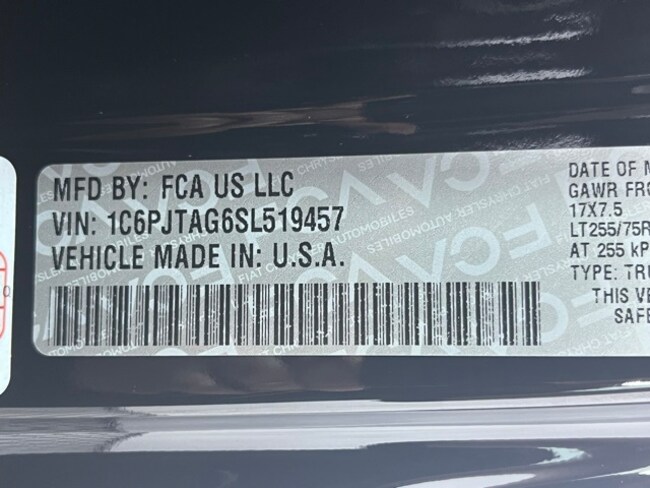 MFD BY: FCA US LLC
VIN: 1C6PJTAG6SL519457
VEHICLE MADE IN: U.S.A.
DATE OF M
GAWR FRO
17X7.5
LT255/75R
AT 255 kP
TYPE: TRU
THIS VE
SAFE